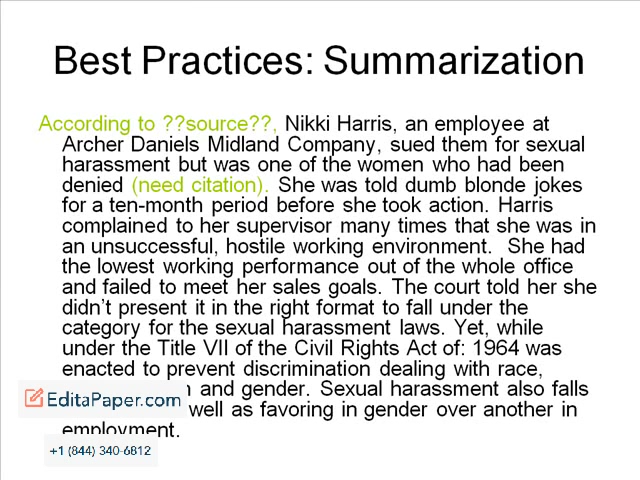 Best Practices: Summarization
According to ??source??, Nikki Harris, an employee at
Archer Daniels Midland Company, sued them for sexual
harassment but was one of the women who had been
denied (need citation). She was told dumb blonde jokes
for a ten-month period before she took action. Harris
complained to her supervisor many times that she was in
an unsuccessful, hostile working environment. She had
the lowest working performance out of the whole office
and failed to meet her sales goals. The court told her she
didn't present it in the right format to fall under the
category for the sexual harassment laws. Yet, while
under the Title VII of the Civil Rights Act of: 1964 was
enacted to prevent discrimination dealing with race,
and gender. Sexual harassment also falls
EditaPaper.com
well as favoring in gender over another in
employment.
+1 (844) 340-6812